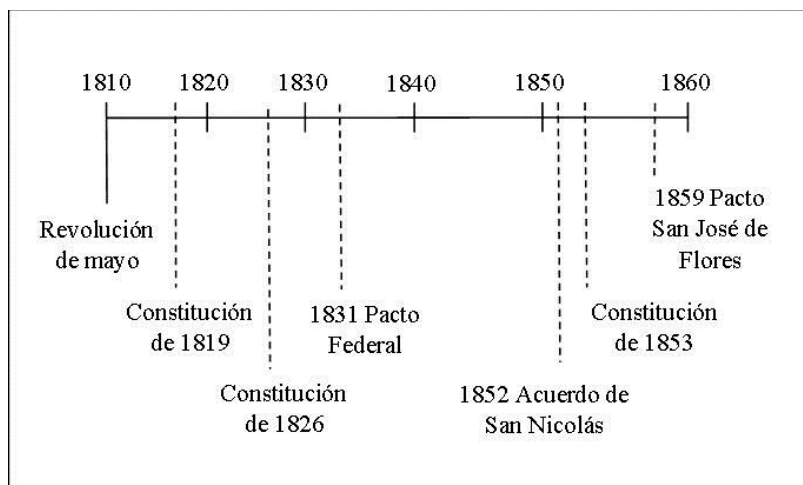 1810 1820 1830 1840 1850 1860
Revolución
de mayo
Constitución
de 1819
Constitución
de 1826
1831 Pacto
Federal
1852 Acuerdo de
San Nicolás
Constitución
de 1853
1859 Pacto
San José de
Flores